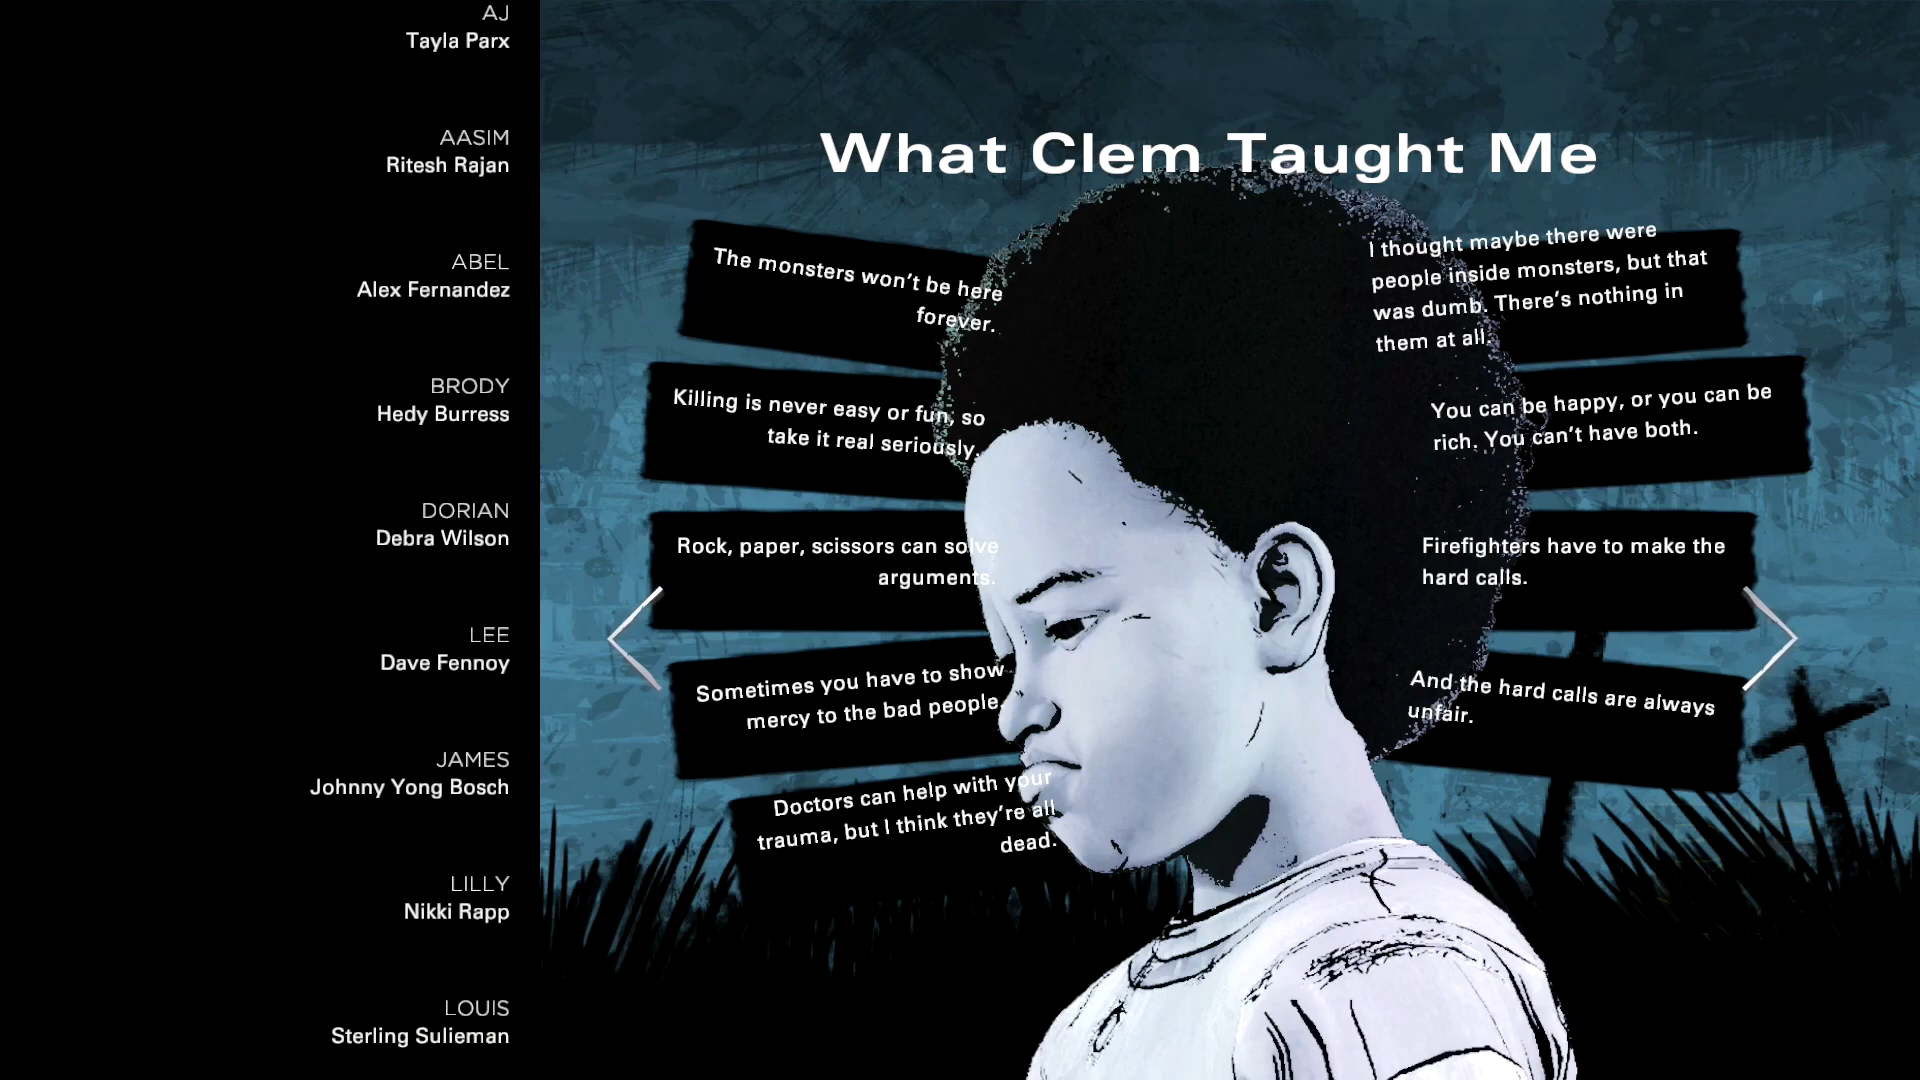 AJ
Tayla Parx
AASIM
Ritesh Rajan
ABEL
Alex Fernandez
BRODY
Hedy Burress
DORIAN
Debra Wilson
LEE
Dave Fennoy
JAMES
Johnny Yong Bosch
LILLY
Nikki Rapp
LOUIS
Sterling Sulieman
What Clem Taught Me
The monsters won't be here
forever.
Killing is never easy or fun, so
take it real seriously.
Rock, paper, scissors can solve
arguments.
Sometimes you have to show
mercy to the bad people.
Doctors can help with your
trauma, but I think they're all
dead.
I thought maybe there were
people inside monsters, but that
was dumb. There's nothing in
them at all.
You can be happy, or you can be
rich. You can't have both.
Firefighters have to make the
hard calls.
And the hard calls are always
unfair.